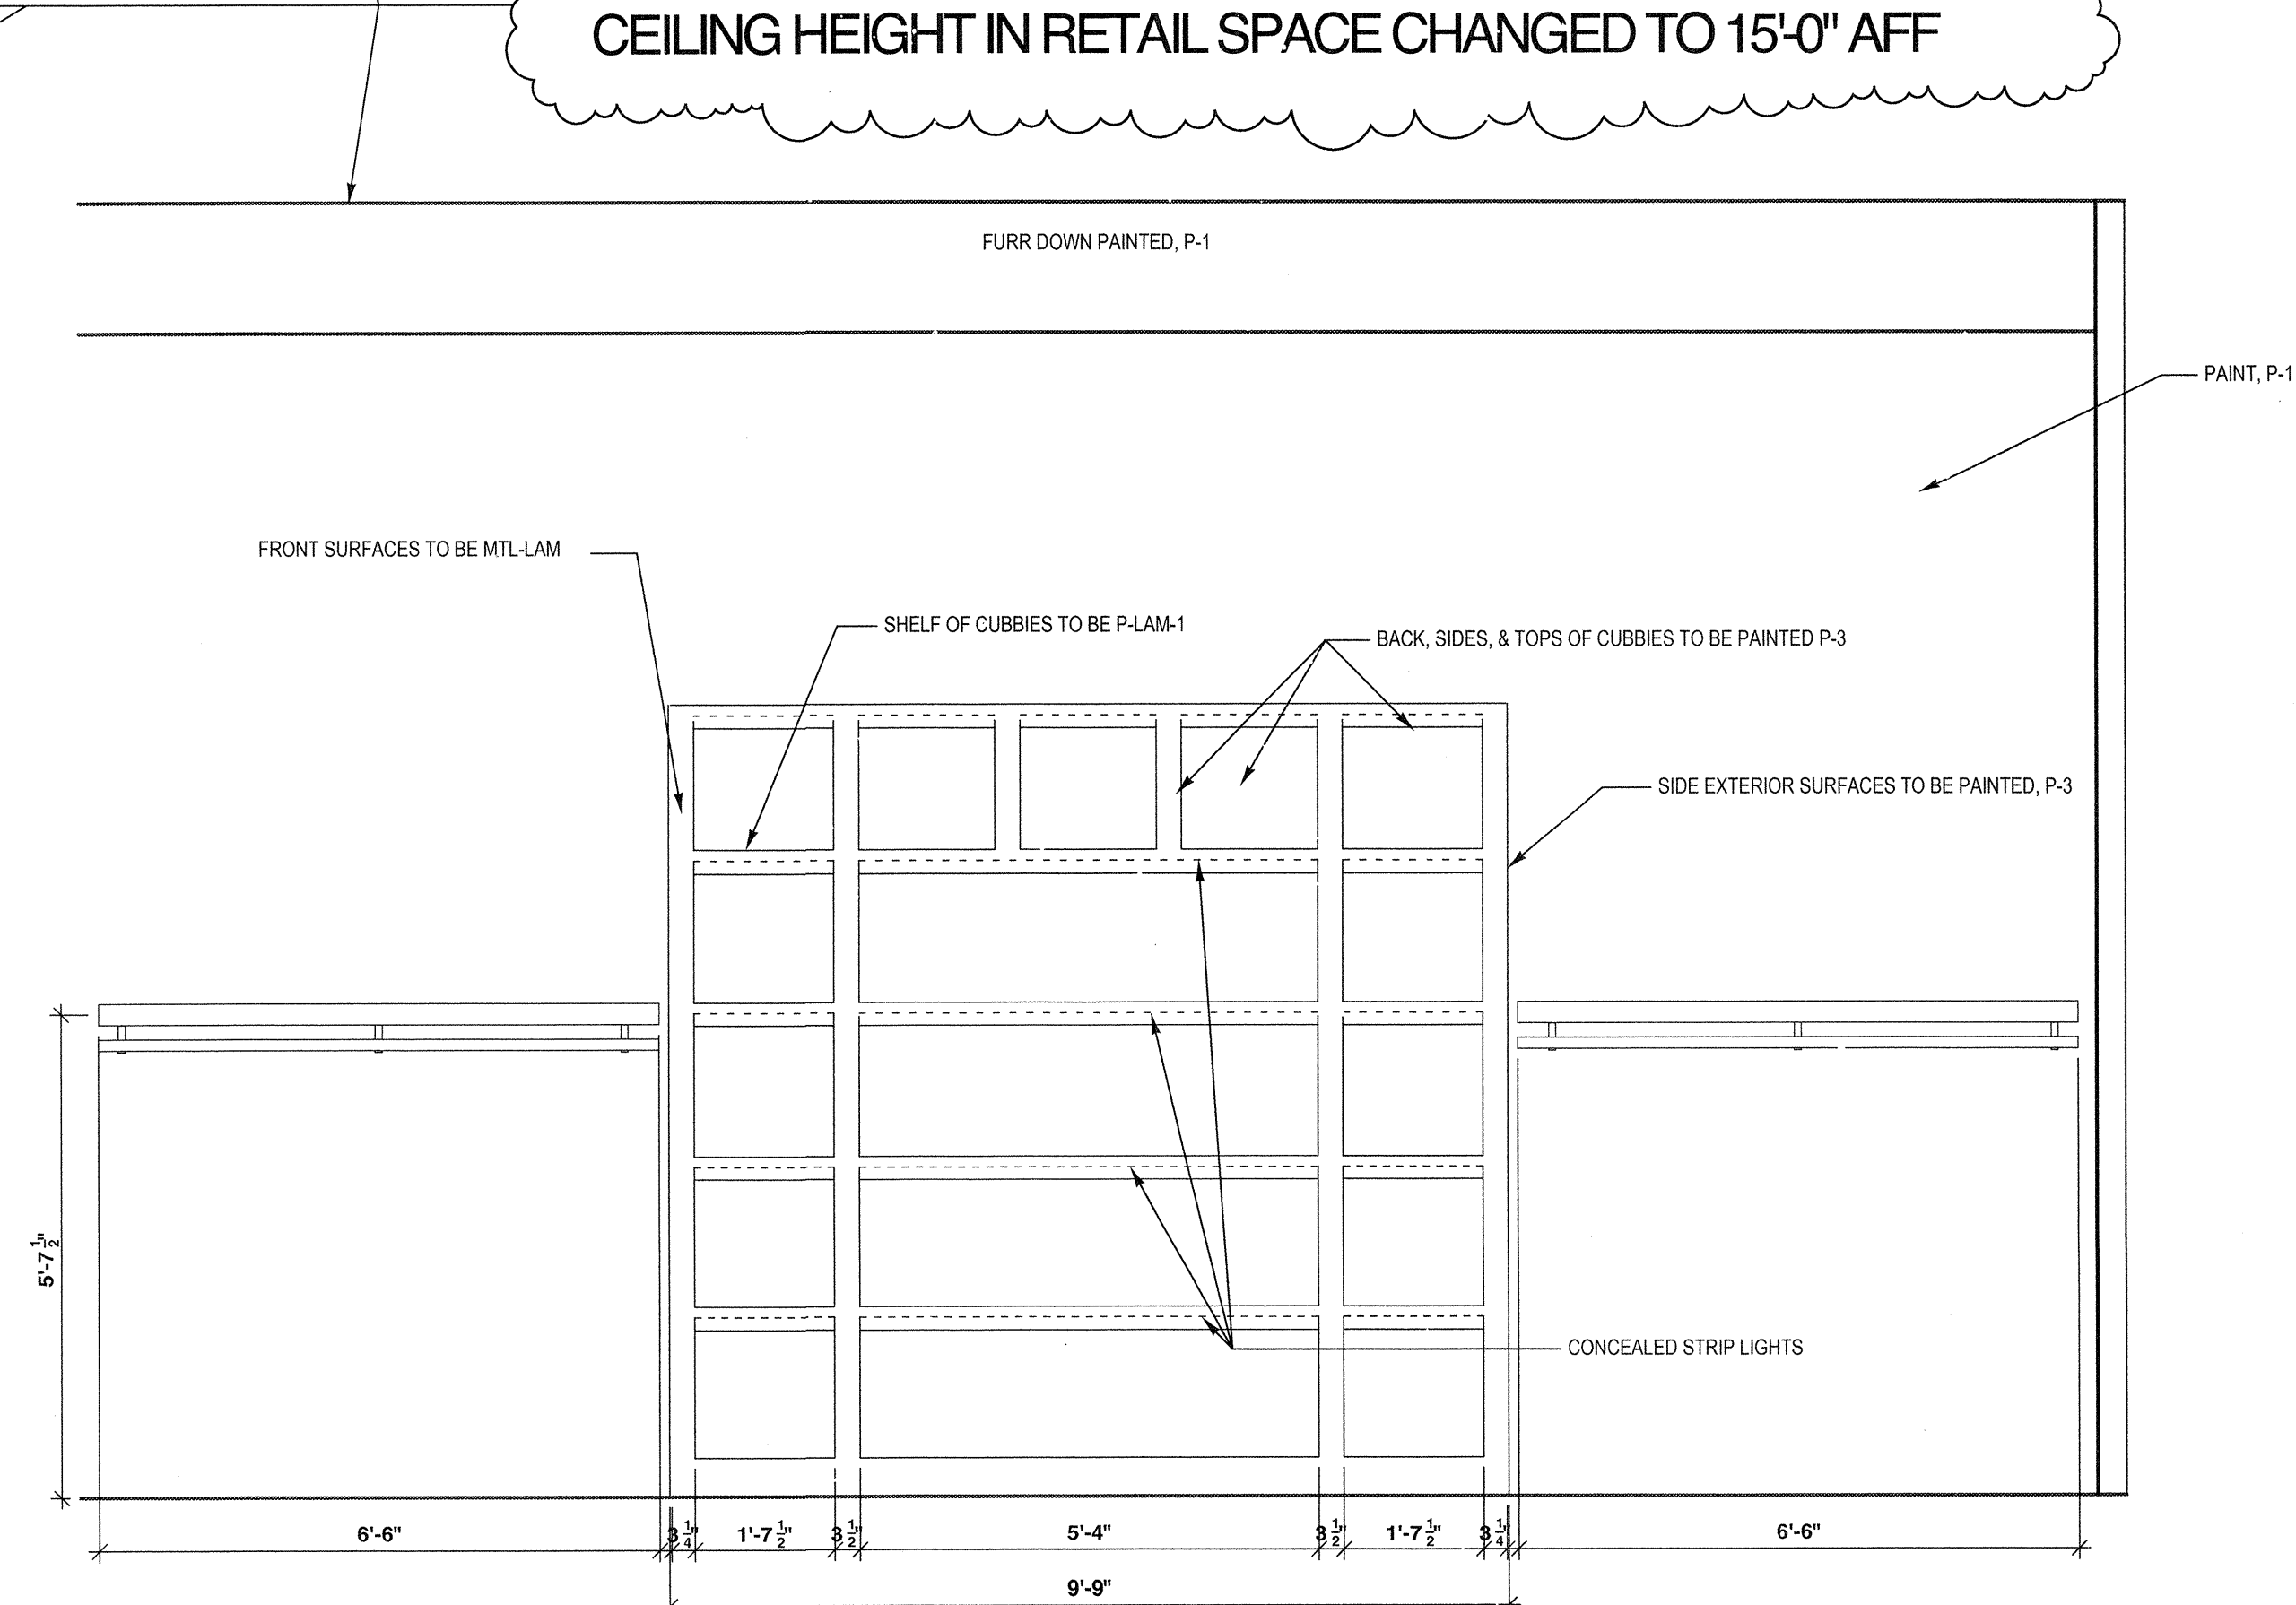 CEILING HEIGHT IN RETAIL SPACE CHANGED TO 15'-0" AFF
FURR DOWN PAINTED, P-1
PAINT, P-1
FRONT SURFACES TO BE MTL-LAM
SHELF OF CUBBIES TO BE P-LAM-1
BACK, SIDES, & TOPS OF CUBBIES TO BE PAINTED P-3
SIDE EXTERIOR SURFACES TO BE PAINTED, P-3
5'-7 1/2"
CONCEALED STRIP LIGHTS
6'-6" 3 1/4" 1'-7 1/2" 3 1/2" 5'-4" 3 1/2" 1'-7 1/2" 3 1/4" 6'-6"
9'-9"